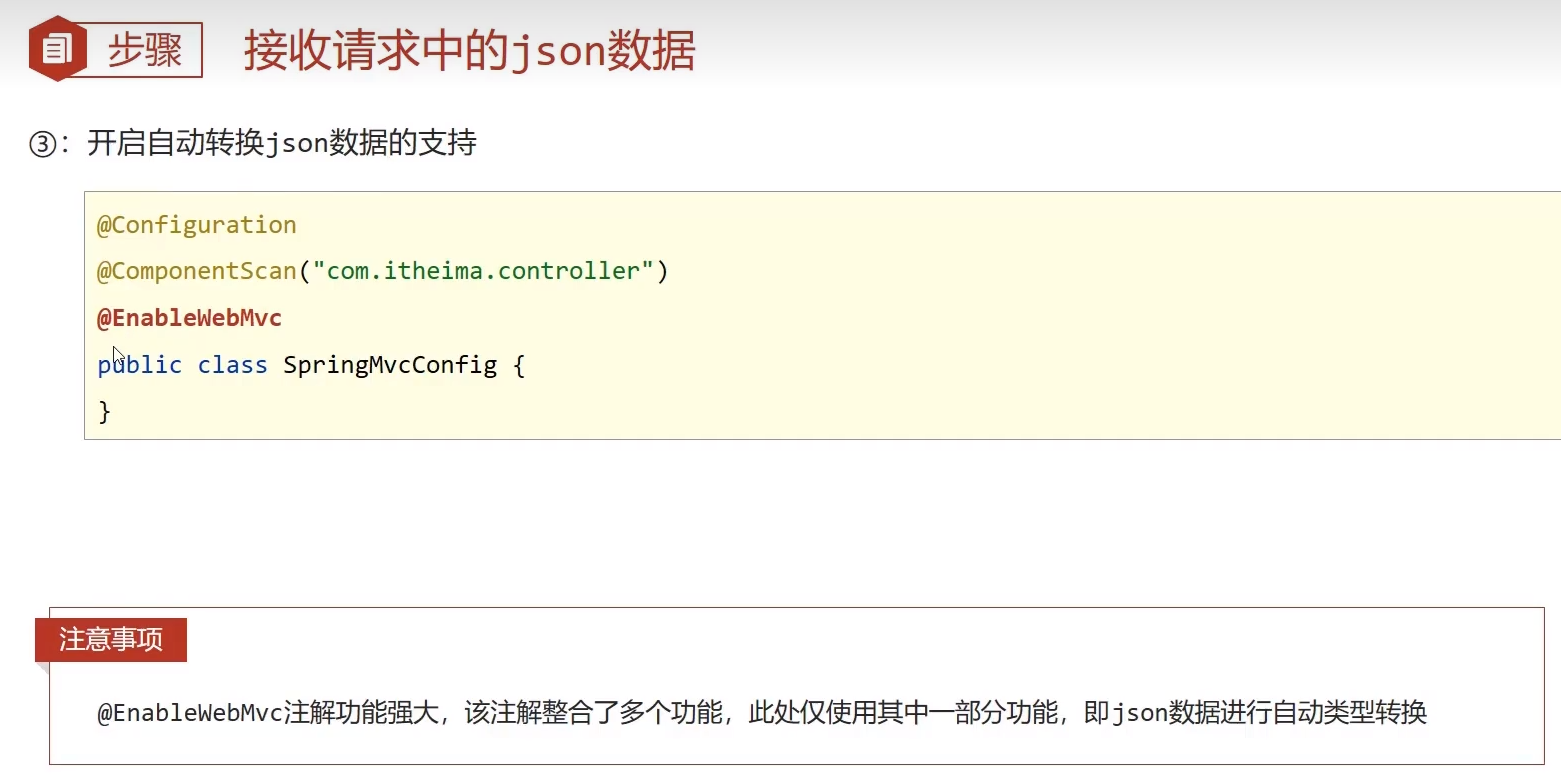 步骤 接收请求中的json数据
③：开启自动转换json数据的支持
@Configuration
@ComponentScan("com.itheima.controller")
@EnableWebMvc
public class SpringMvcConfig {
}
注意事项
@EnableWebMvc注解功能强大，该注解整合了多个功能，此处仅使用其中一部分功能，即json数据进行自动类型转换